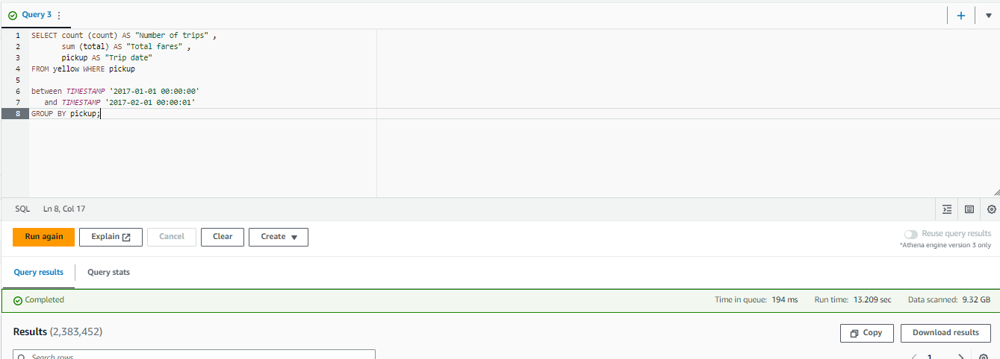 Query 3
1 SELECT count (count) AS "Number of trips" ,
2 sum (total) AS "Total fares" ,
3 pickup AS "Trip date"
4 FROM yellow WHERE pickup
5
6 between TIMESTAMP '2017-01-01 00:00:00'
7 and TIMESTAMP '2017-02-01 00:00:01'
8 GROUP BY pickup;
SQL Ln 8, Col 17
Run again Explain Cancel Clear Create
Reuse query results
*Athena engine version 3 only
Query results Query stats
Completed Time in queue: 194 ms Run time: 13.209 sec Data scanned: 9.32 GB
Results (2,383,452) Copy Download results
Search rows 1